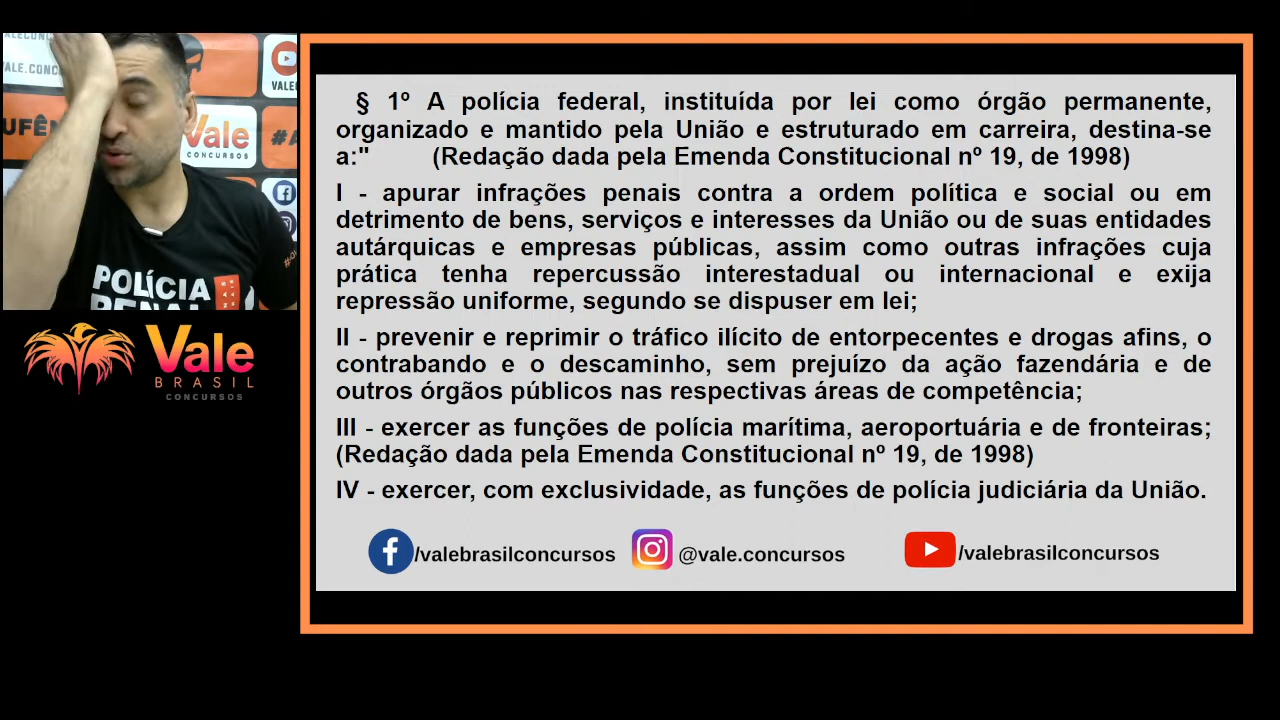 VALE.CONC
VALEC
UFÊN
Vale
CONCURSOS
#A
POLÍCIA
PENAL
Vale
BRASIL
CONCURSOS
§ 1º A polícia federal, instituída por lei como órgão permanente,
organizado e mantido pela União e estruturado em carreira, destina-se
a:" (Redação dada pela Emenda Constitucional nº 19, de 1998)
I - apurar infrações penais contra a ordem política e social ou em
detrimento de bens, serviços e interesses da União ou de suas entidades
autárquicas e empresas públicas, assim como outras infrações cuja
prática tenha repercussão interestadual ou internacional e exija
repressão uniforme, segundo se dispuser em lei;
II - prevenir e reprimir o tráfico ilícito de entorpecentes e drogas afins, o
contrabando e o descaminho, sem prejuízo da ação fazendária e de
outros órgãos públicos nas respectivas áreas de competência;
III - exercer as funções de polícia marítima, aeroportuária e de fronteiras;
(Redação dada pela Emenda Constitucional nº 19, de 1998)
IV - exercer, com exclusividade, as funções de polícia judiciária da União.
/valebrasilconcursos @vale.concursos /valebrasilconcursos